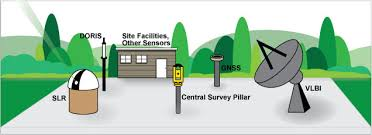 DORIS
Site Facilities,
Other Sensors
GNSS
SLR
Central Survey Pillar
VLBI